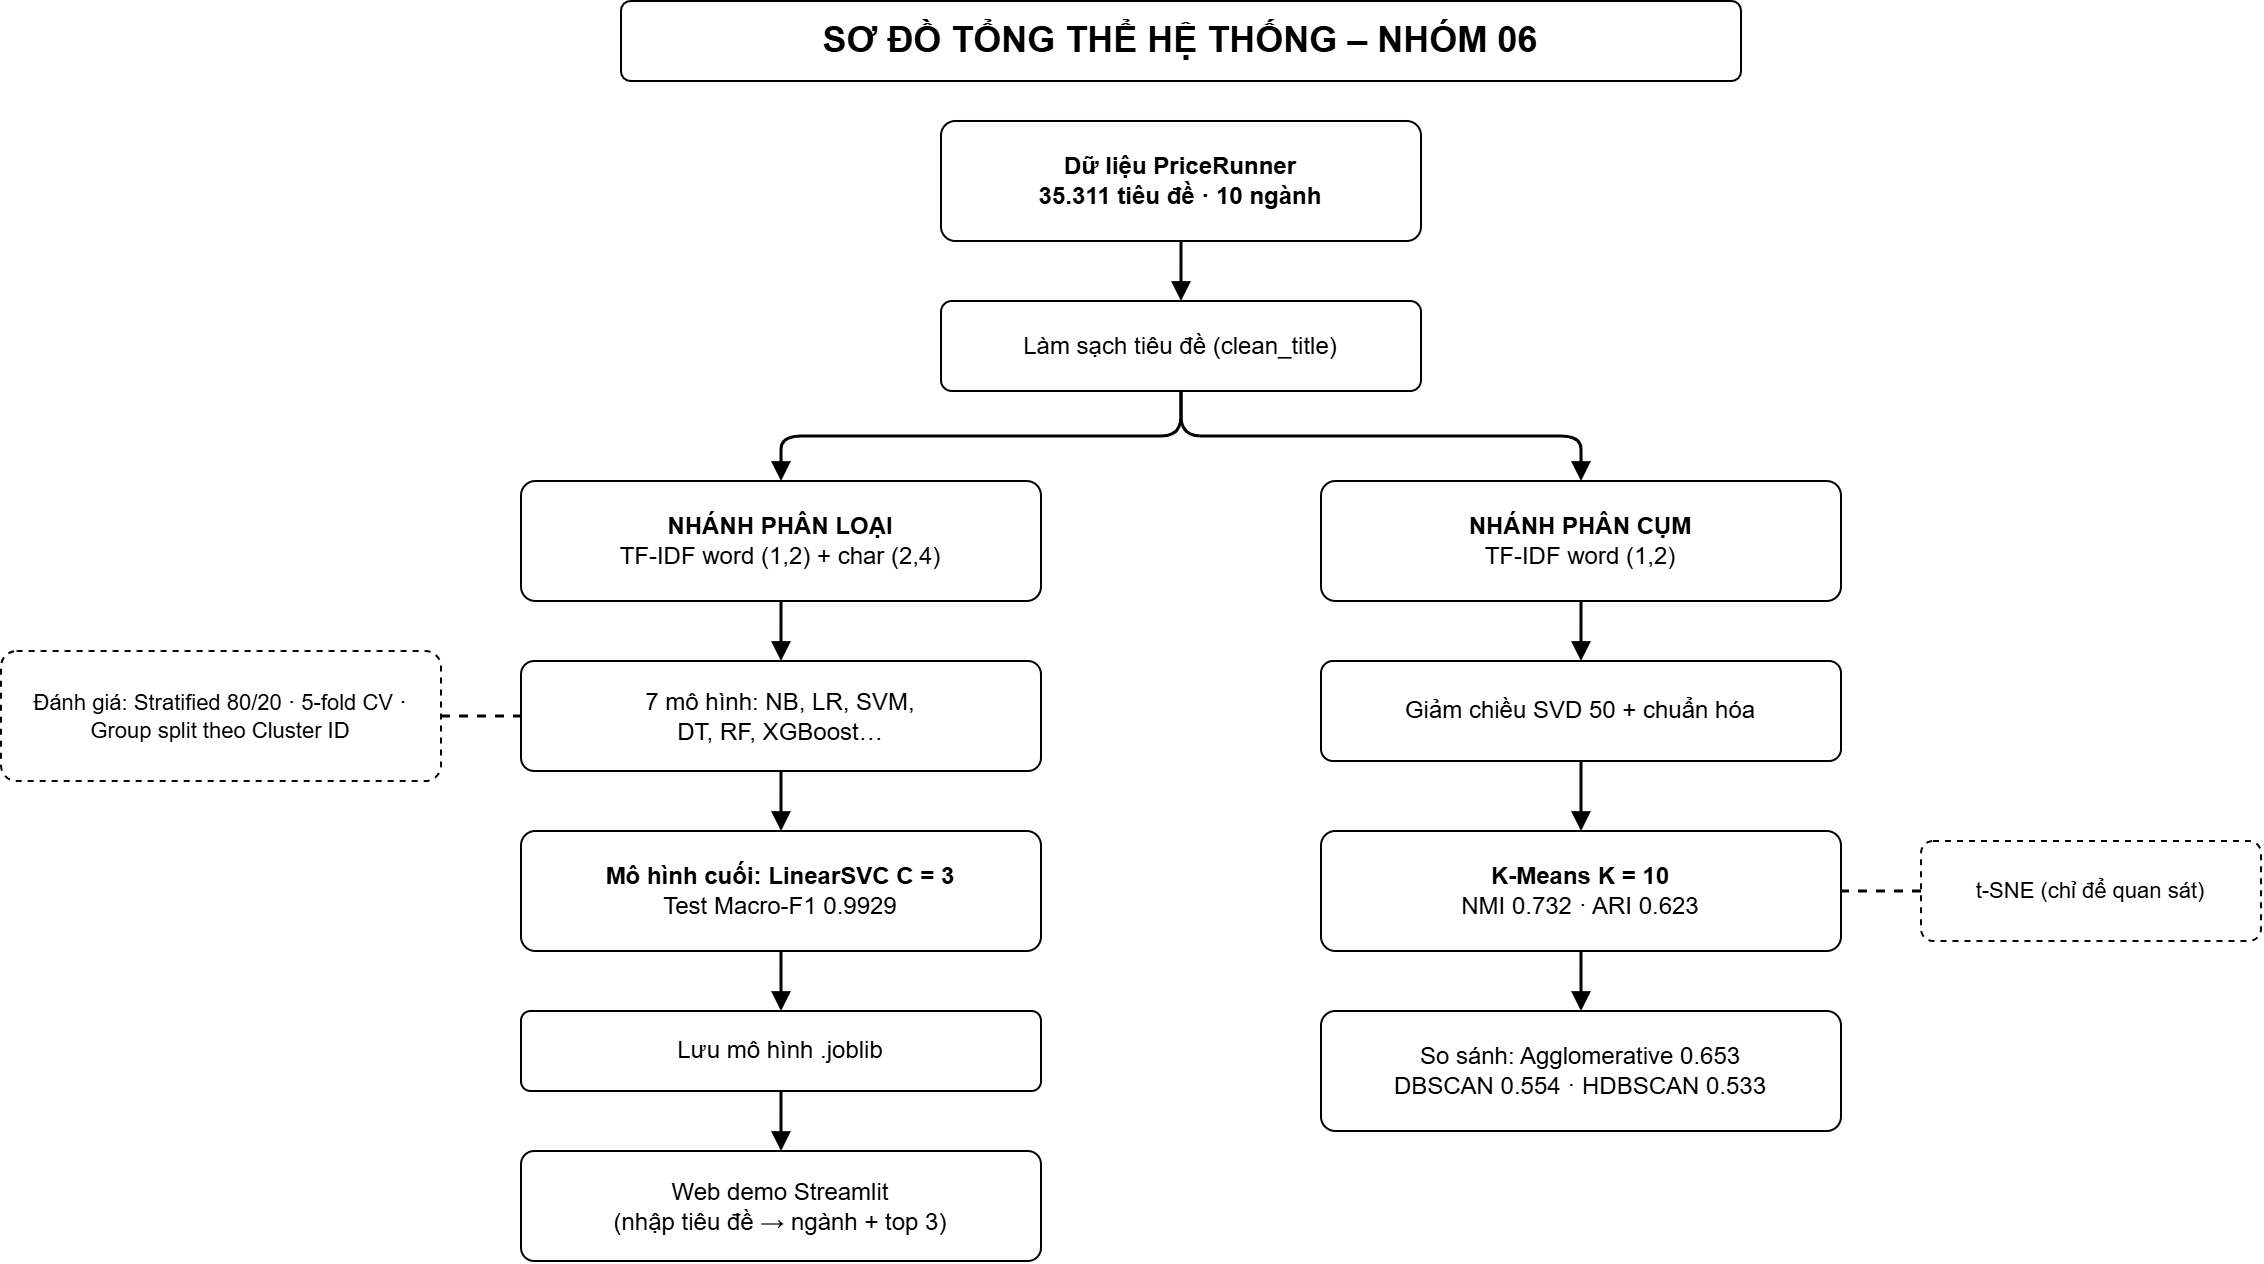 SƠ ĐỒ TỔNG THỂ HỆ THỐNG – NHÓM 06
Dữ liệu PriceRunner
35.311 tiêu đề · 10 ngành
Làm sạch tiêu đề (clean_title)
NHÁNH PHÂN LOẠI
TF-IDF word (1,2) + char (2,4)
NHÁNH PHÂN CỤM
TF-IDF word (1,2)
Đánh giá: Stratified 80/20 · 5-fold CV ·
Group split theo Cluster ID
7 mô hình: NB, LR, SVM,
DT, RF, XGBoost…
Giảm chiều SVD 50 + chuẩn hóa
Mô hình cuối: LinearSVC C = 3
Test Macro-F1 0.9929
K-Means K = 10
NMI 0.732 · ARI 0.623
t-SNE (chỉ để quan sát)
Lưu mô hình .joblib
So sánh: Agglomerative 0.653
DBSCAN 0.554 · HDBSCAN 0.533
Web demo Streamlit
(nhập tiêu đề → ngành + top 3)